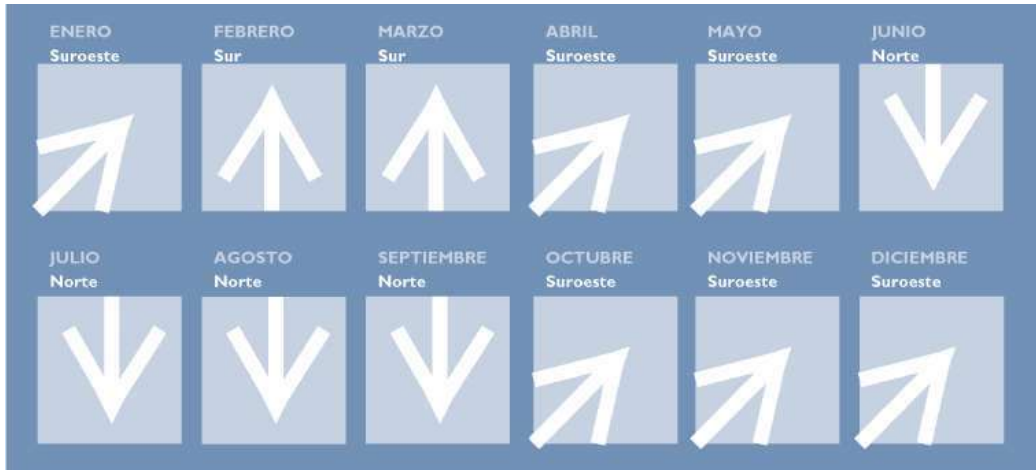 ENERO FEBRERO MARZO ABRIL MAYO JUNIO
Suroeste Sur Sur Suroeste Suroeste Norte
JULIO AGOSTO SEPTIEMBRE OCTUBRE NOVIEMBRE DICIEMBRE
Norte Norte Norte Suroeste Suroeste Suroeste